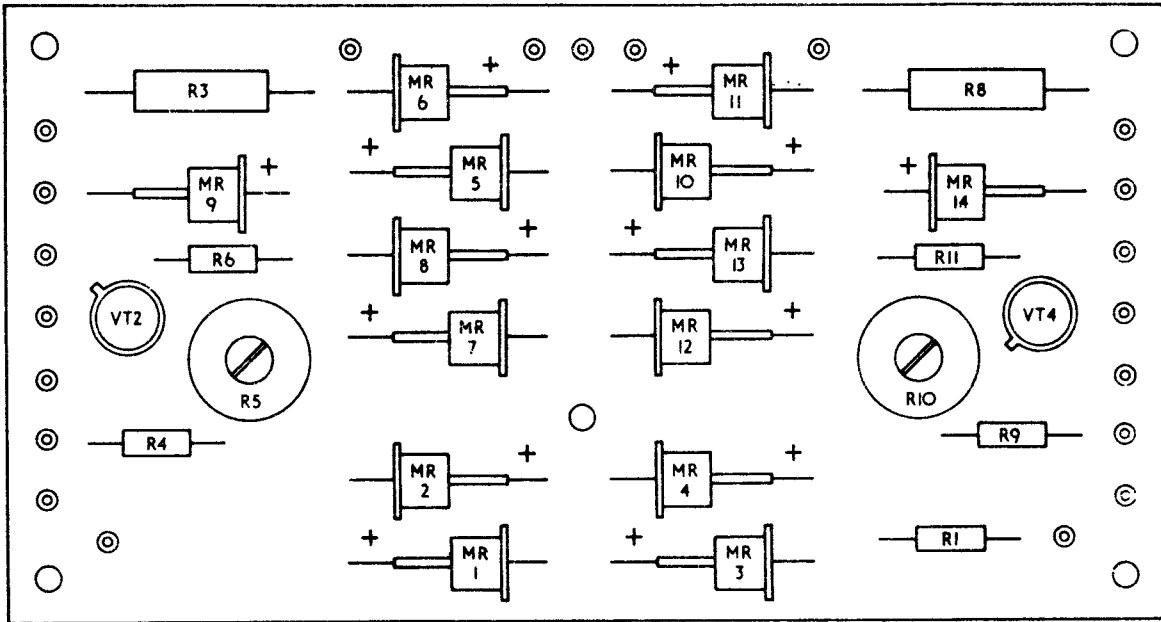 R3
MR
6
+
+
MR
11
R8
MR
9
+
+
MR
5
MR
10
+
+
MR
14
R6
MR
8
+
+
MR
13
R11
VT2
+
MR
7
MR
12
+
VT4
R5
R10
R4
R9
MR
2
+
MR
4
+
+
MR
1
+
MR
3
R1